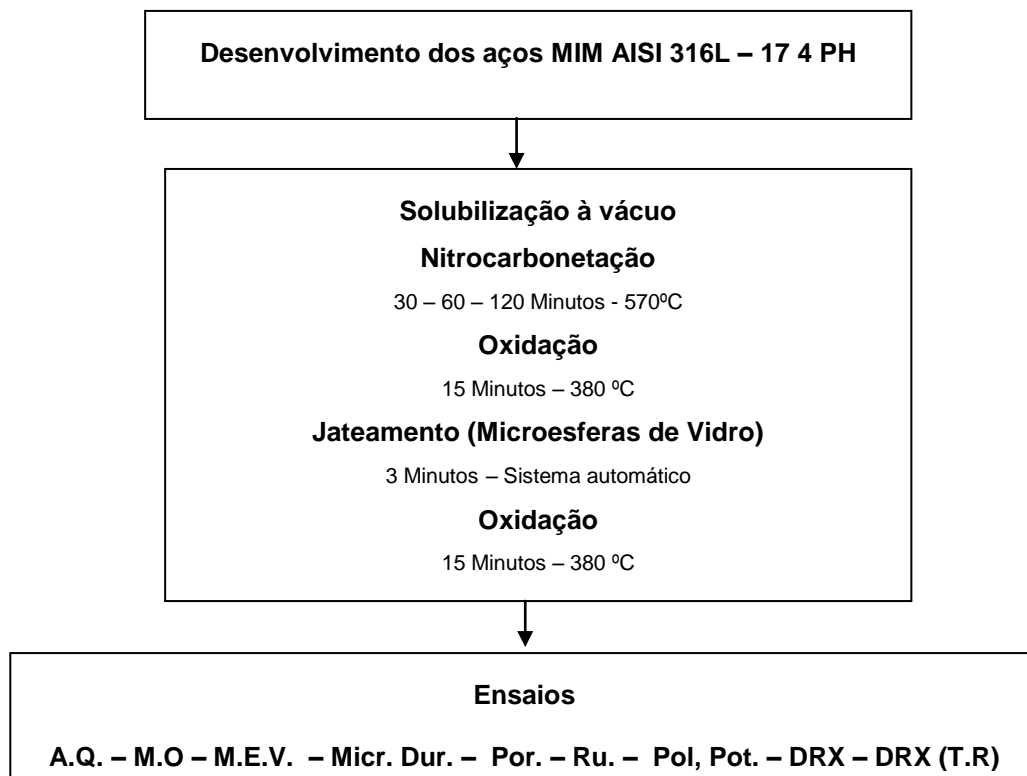 Desenvolvimento dos aços MIM AISI 316L – 17 4 PH
Solubilização à vácuo
Nitrocarbonetação
30 – 60 – 120 Minutos - 570ºC
Oxidação
15 Minutos – 380 ºC
Jateamento (Microesferas de Vidro)
3 Minutos – Sistema automático
Oxidação
15 Minutos – 380 ºC
Ensaios
A.Q. – M.O – M.E.V. – Micr. Dur. – Por. – Ru. – Pol, Pot. – DRX – DRX (T.R)